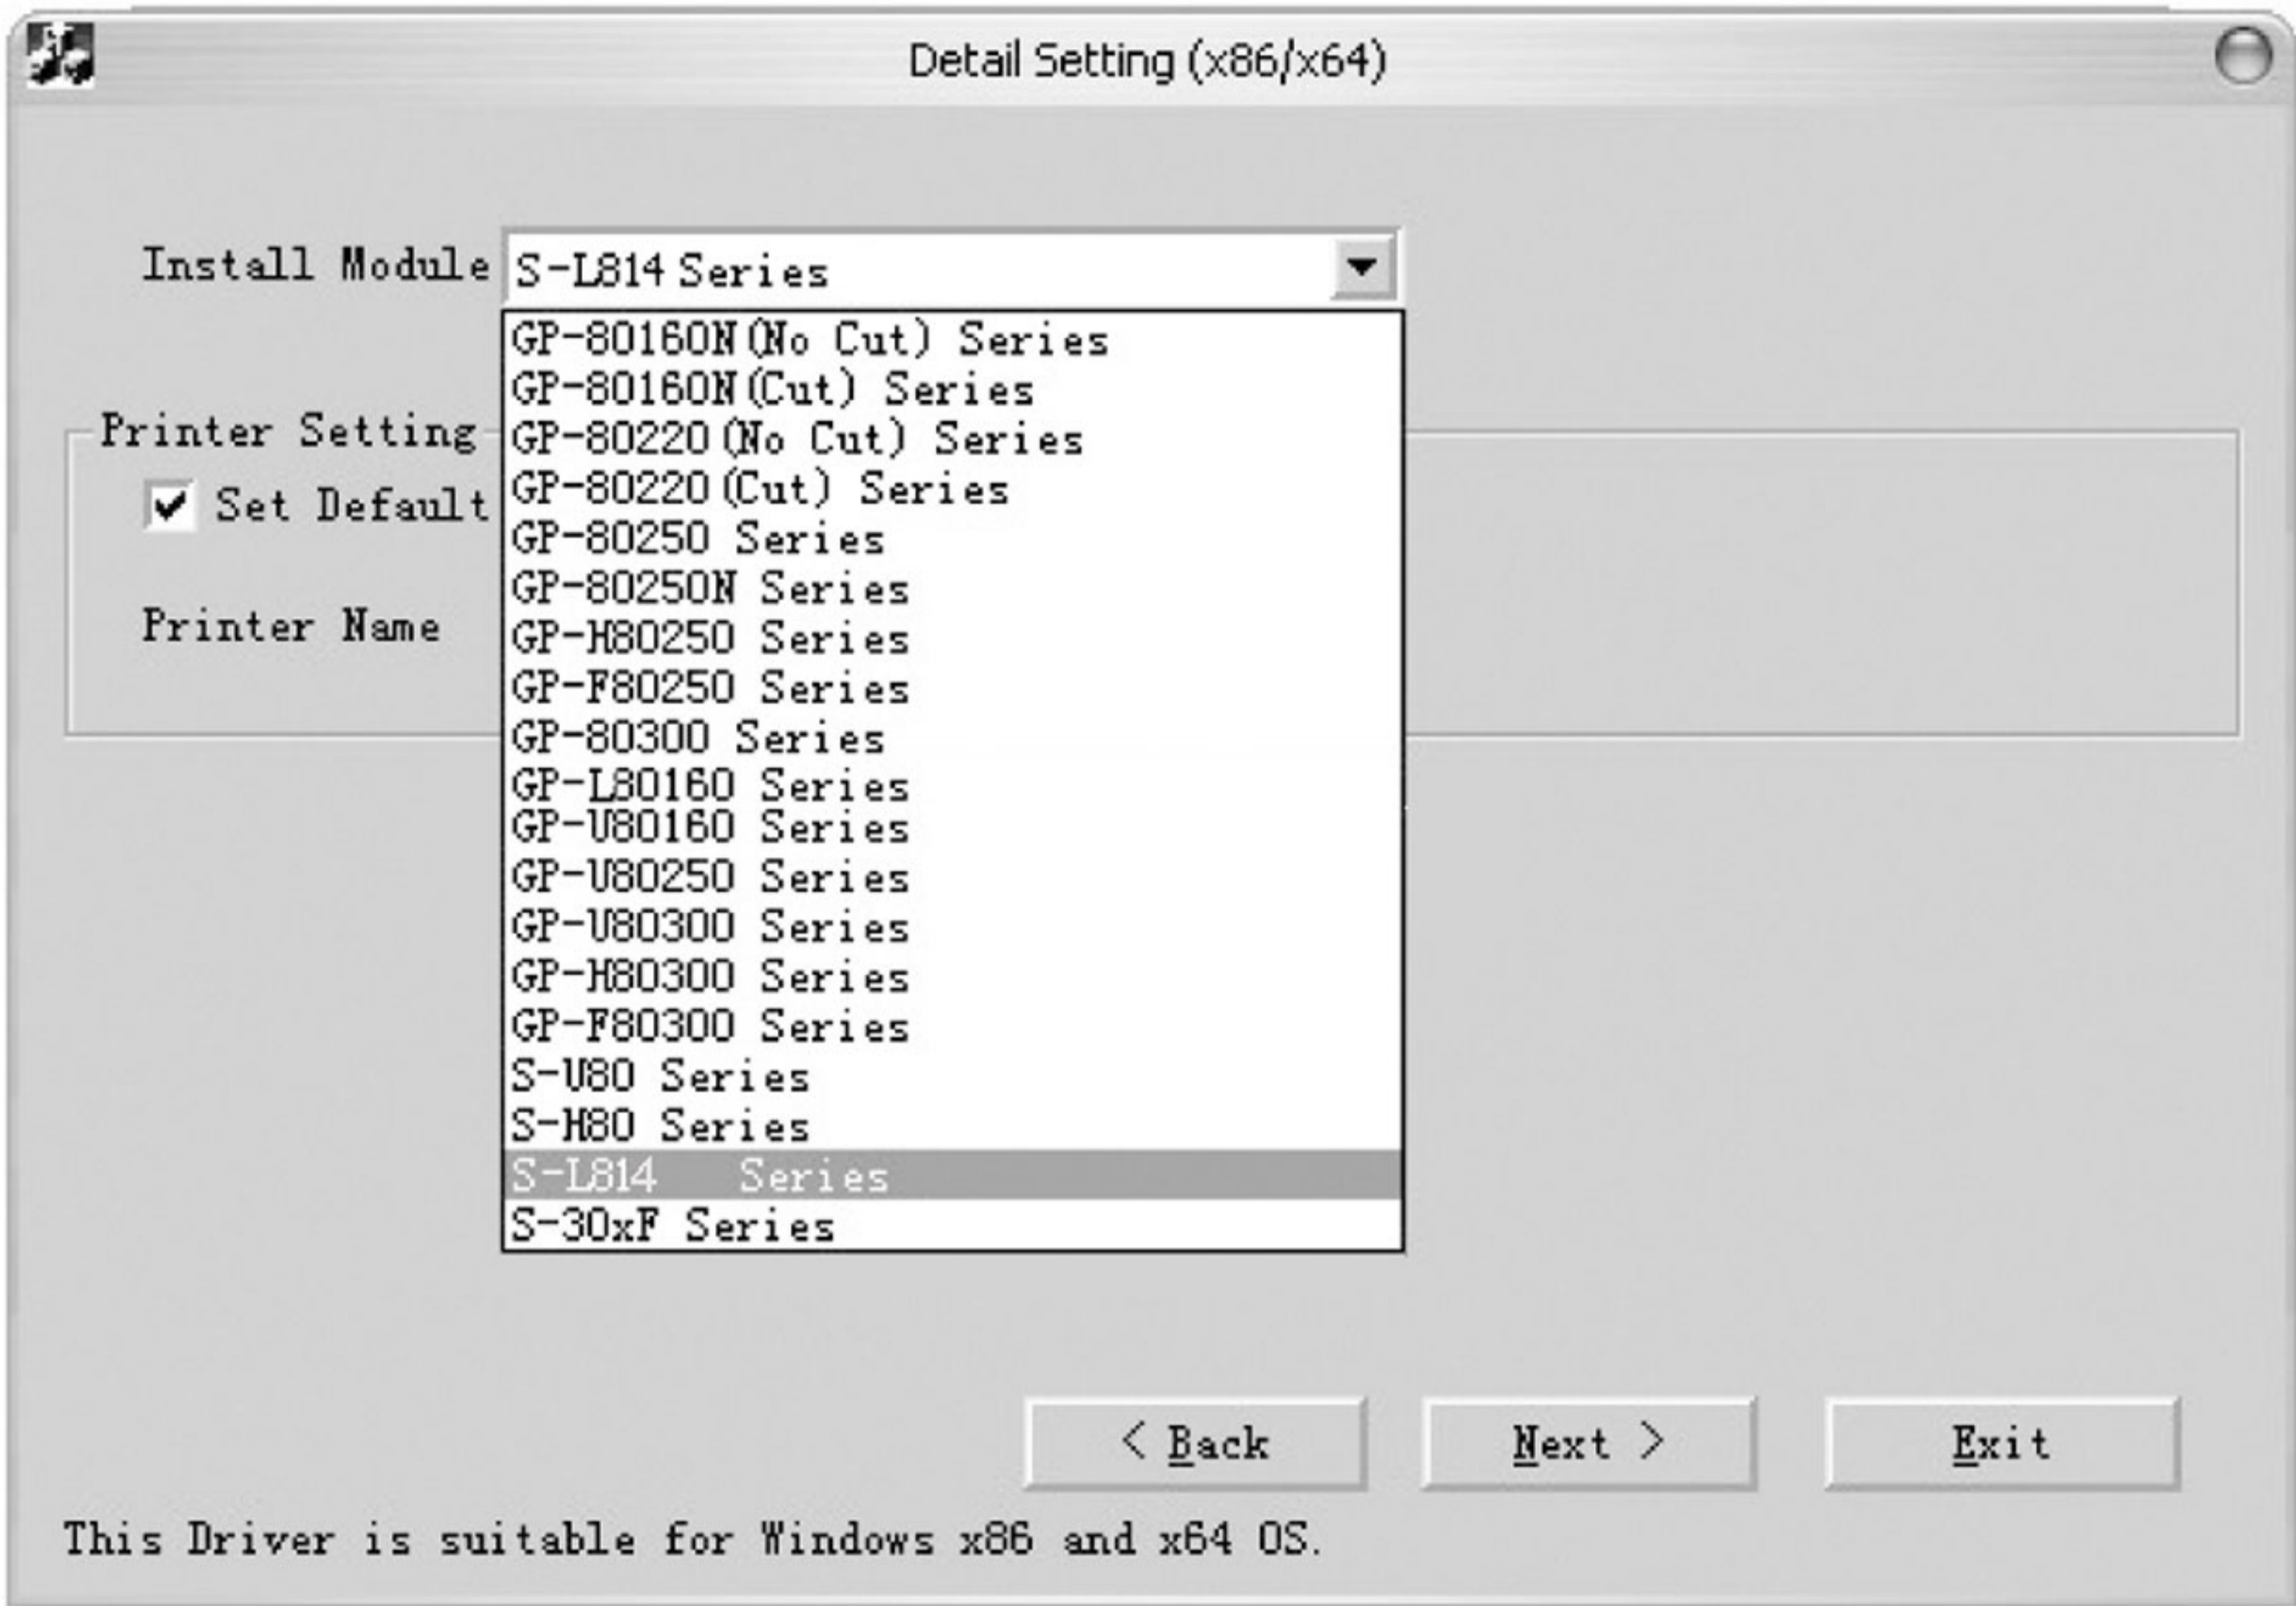 Detail Setting (x86/x64)
Install Module
S-L814 Series
GP-80160N(No Cut) Series
GP-80160N(Cut) Series
Printer Setting
GP-80220(No Cut) Series
Set Default
GP-80220(Cut) Series
GP-80250 Series
GP-80250N Series
Printer Name
GP-H80250 Series
GP-F80250 Series
GP-80300 Series
GP-L80160 Series
GP-U80160 Series
GP-U80250 Series
GP-U80300 Series
GP-H80300 Series
GP-F80300 Series
S-U80 Series
S-H80 Series
S-L814 Series
S-30xF Series
< Back
Next >
Exit
This Driver is suitable for Windows x86 and x64 OS.